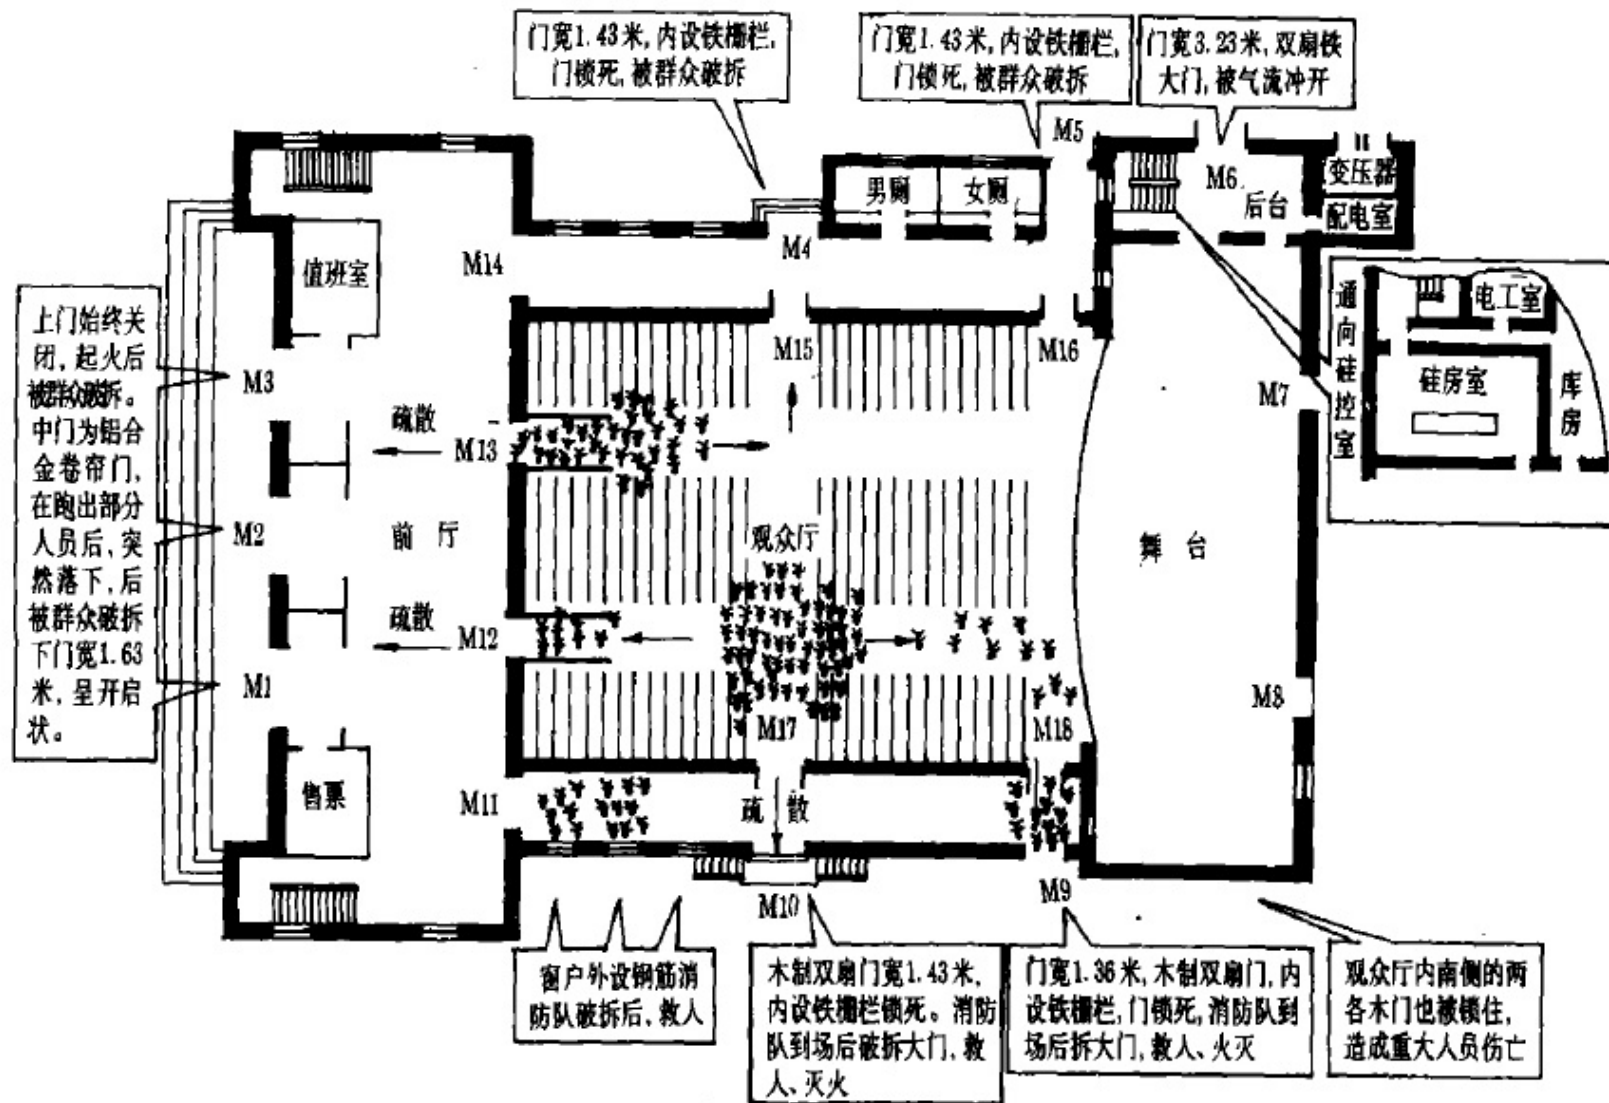 门宽1.43米,内设铁栅栏,
门锁死,被群众破拆
门宽1.43米,内设铁栅栏,
门锁死,被群众破拆
门宽3.23米,双扇铁
大门,被气流冲开
M5
男厕
女厕
M6
后台
变压器
配电室
M14
M4
值班室
通向硅控室
电工室
硅房室
库房
上门始终关
闭,起火后
被群众破拆。
中门为铝合
金卷帘门,
在跑出部分
人员后,突
然落下,后
被群众破拆
下门宽1.63
米,呈开启
状。
M3
M15
M16
M7
疏散
M13
M2
前厅
观众厅
舞台
疏散
M12
M1
M17
M18
M8
售票
M11
疏散
M10
M9
窗户外设钢筋消
防队破拆后、救人
木制双扇门宽1.43米,
内设铁栅栏锁死。消防
队到场后破拆大门,救
人、灭火
门宽1.36米,木制双扇门,内
设铁栅栏,门锁死,消防队到
场后拆大门,救人、火灭
观众厅内南侧的两
各木门也被锁住,
造成重大人员伤亡